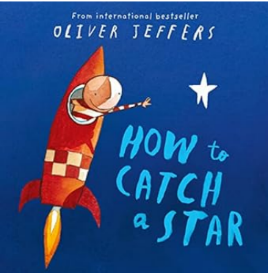 From international bestseller
OLIVER JEFFERS
HOW to
CATCH
a STAR